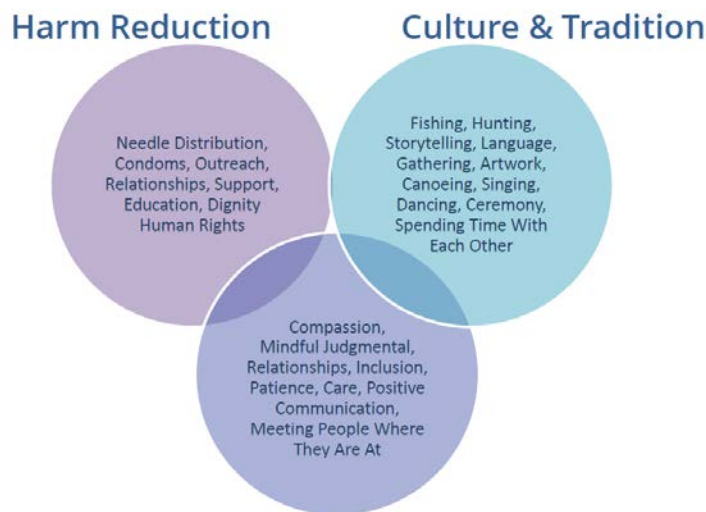 Harm Reduction
Culture & Tradition
Needle Distribution,
Condoms, Outreach,
Relationships, Support,
Education, Dignity
Human Rights
Fishing, Hunting,
Storytelling, Language,
Gathering, Artwork,
Canoeing, Singing,
Dancing, Ceremony,
Spending Time With
Each Other
Compassion,
Mindful Judgmental,
Relationships, Inclusion,
Patience, Care, Positive
Communication,
Meeting People Where
They Are At